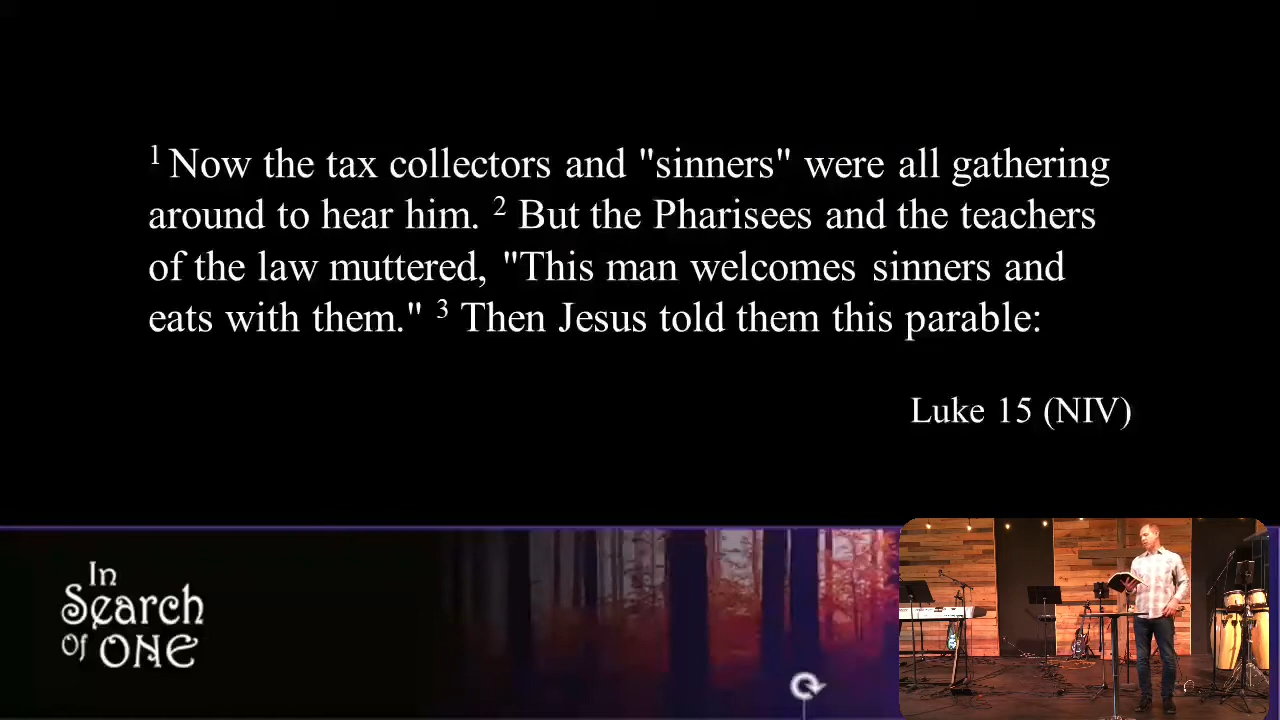 ¹ Now the tax collectors and "sinners" were all gathering
around to hear him. ² But the Pharisees and the teachers
of the law muttered, "This man welcomes sinners and
eats with them." ³ Then Jesus told them this parable:
Luke 15 (NIV)
In
Search
Of ONE